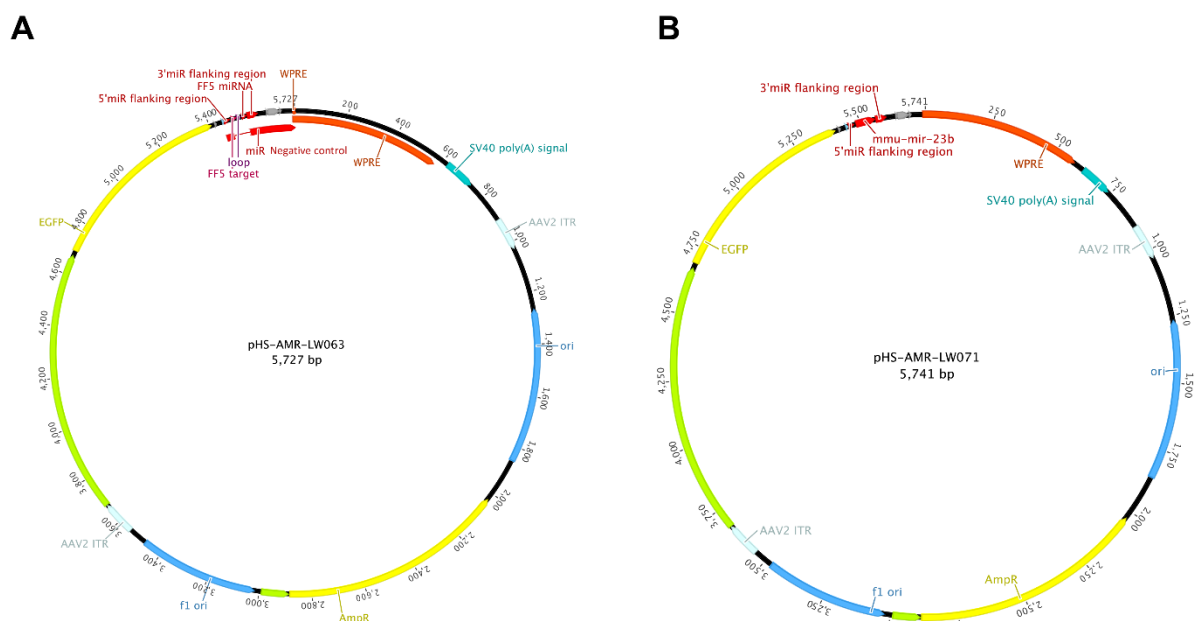 A
3'miR flanking region
FF5 miRNA
5'miR flanking region
WPRE
5,727
200
400
600
SV40 poly(A) signal
800
AAV2 ITR
1,000
1,200
1,400
ori
1,600
1,800
2,000
2,200
2,400
2,600
AmpR
2,800
3,000
3,200
f1 ori
3,400
AAV2 ITR
3,600
3,800
4,000
4,200
4,400
4,600
EGFP
4,800
5,000
5,200
5,400
loop
FF5 target
miR Negative control
WPRE
pHS-AMR-LW063
5,727 bp
B
3'miR flanking region
mmu-mir-23b
5'miR flanking region
5,741
250
500
WPRE
SV40 poly(A) signal
750
AAV2 ITR
1,000
1,250
ori
1,500
1,750
2,000
2,250
AmpR
2,500
f1 ori
3,250
3,500
AAV2 ITR
3,750
4,000
4,250
4,500
4,750
EGFP
5,000
5,250
5,500
pHS-AMR-LW071
5,741 bp